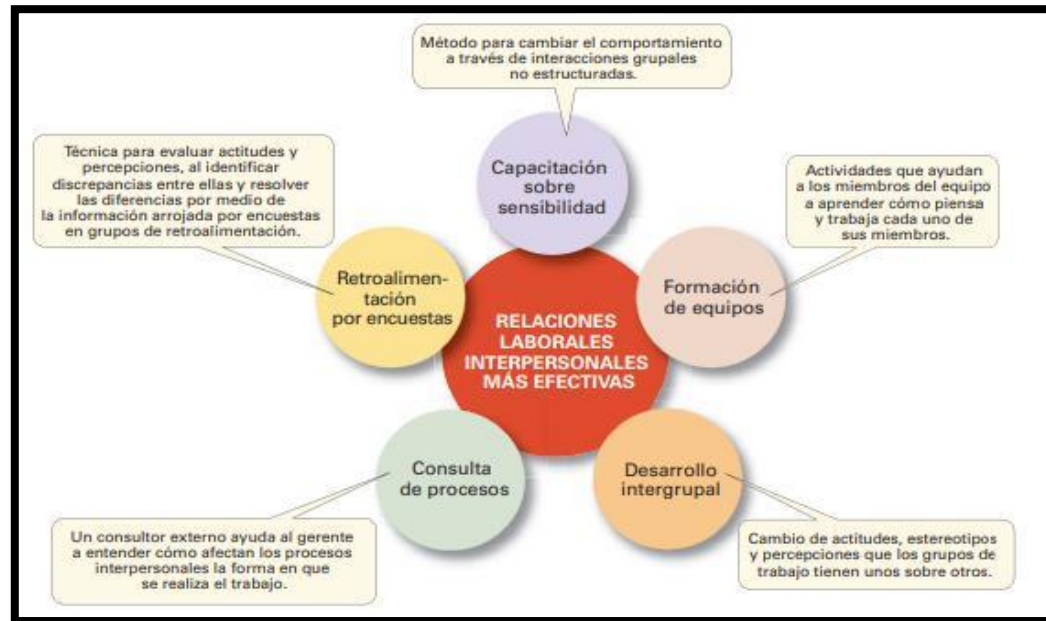 Método para cambiar el comportamiento
a través de interacciones grupales
no estructuradas.
Capacitación
sobre
sensibilidad
Técnica para evaluar actitudes y
percepciones, al identificar
discrepancias entre ellas y resolver
las diferencias por medio de
la información arrojada por encuestas
en grupos de retroalimentación.
Retroalimen-
tación
por encuestas
Actividades que ayudan
a los miembros del equipo
a aprender cómo piensa
y trabaja cada uno de
sus miembros.
Formación
de equipos
RELACIONES
LABORALES
INTERPERSONALES
MÁS EFECTIVAS
Consulta
de procesos
Un consultor externo ayuda al gerente
a entender cómo afectan los procesos
interpersonales la forma en que
se realiza el trabajo.
Desarrollo
intergrupal
Cambio de actitudes, estereotipos
y percepciones que los grupos de
trabajo tienen unos sobre otros.